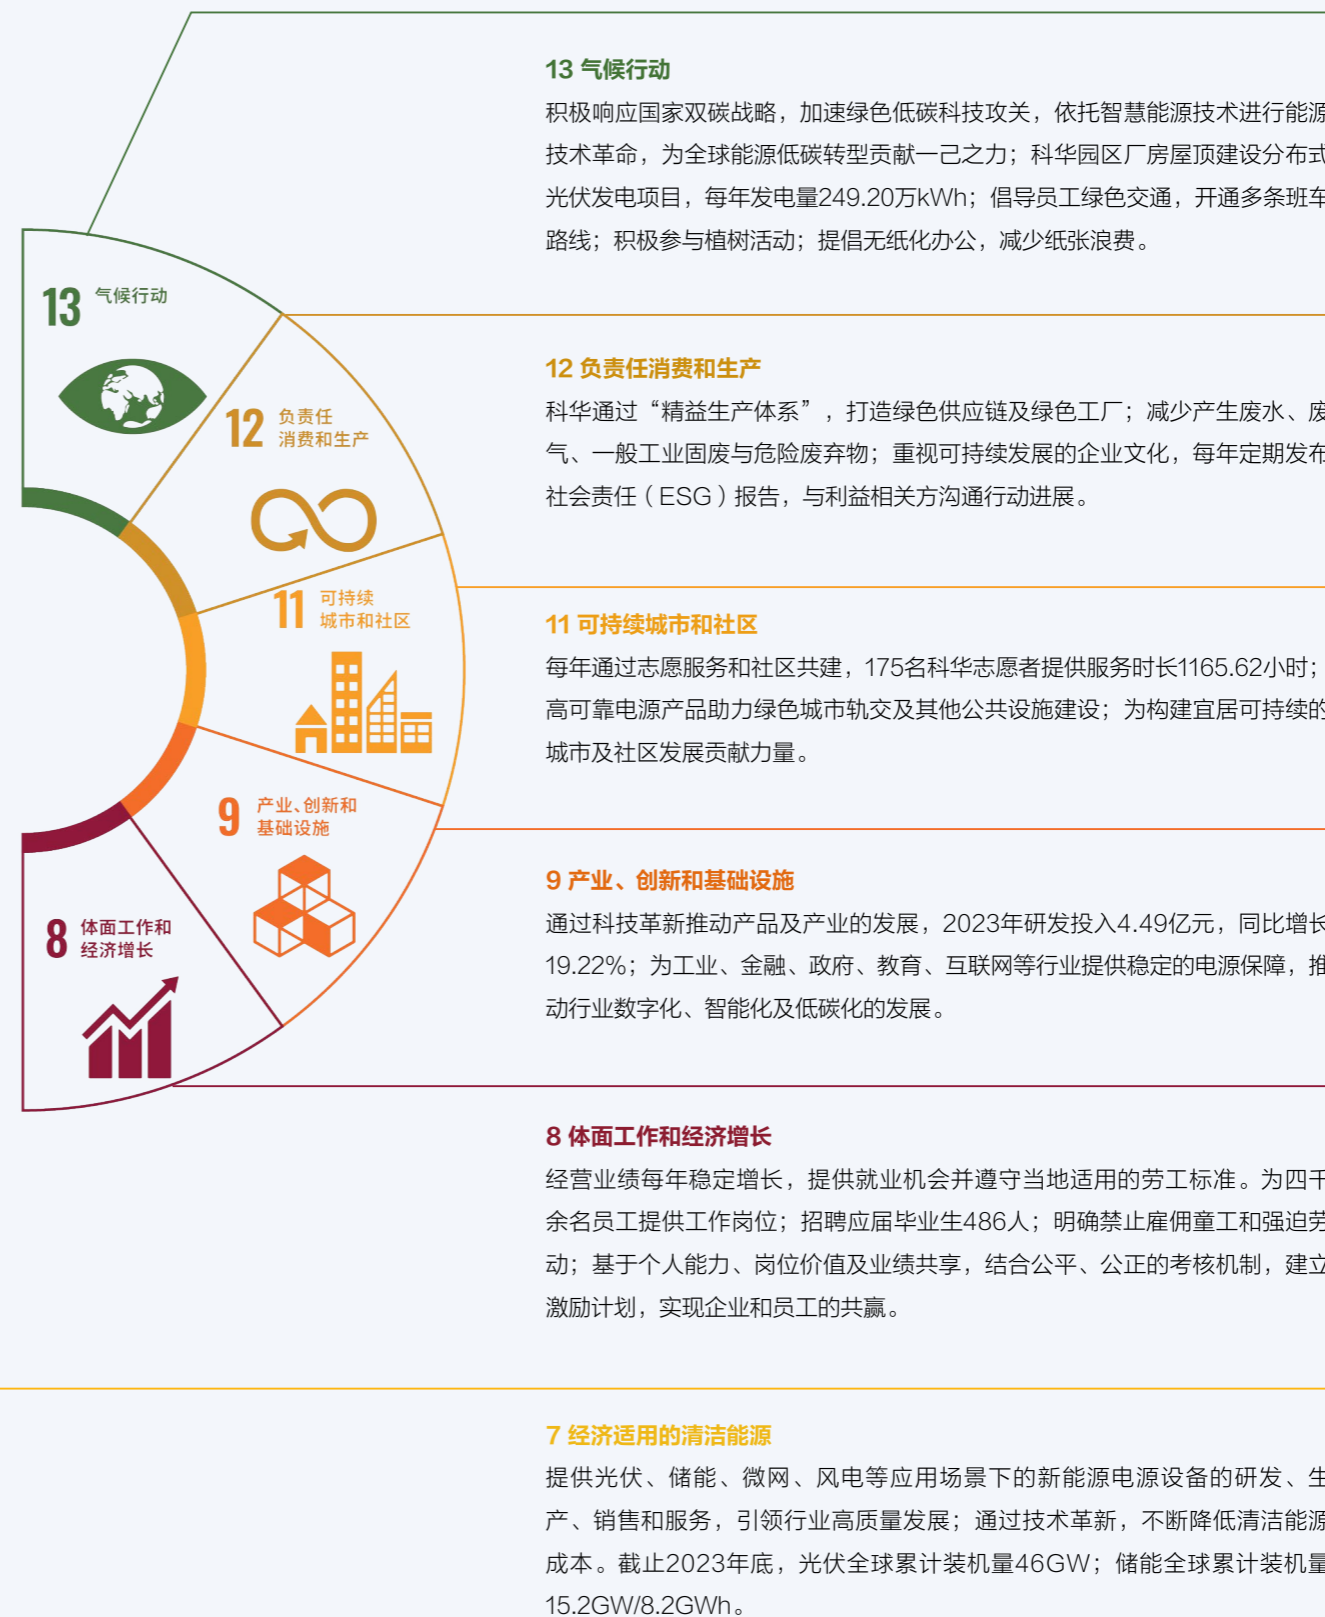 13 气候行动
积极响应国家双碳战略，加速绿色低碳科技攻关，依托智慧能源技术进行能源
技术革命，为全球能源低碳转型贡献一己之力；科华园区厂房屋顶建设分布式
光伏发电项目，每年发电量249.20万kWh；倡导员工绿色交通，开通多条班车
路线；积极参与植树活动；提倡无纸化办公，减少纸张浪费。
13 气候行动
12 负责任
消费和生产
12 负责任消费和生产
科华通过“精益生产体系”，打造绿色供应链及绿色工厂；减少产生废水、废
气、一般工业固废与危险废弃物；重视可持续发展的企业文化，每年定期发布
社会责任（ESG）报告，与利益相关方沟通行动进展。
11 可持续
城市和社区
11 可持续城市和社区
每年通过志愿服务和社区共建，175名科华志愿者提供服务时长1165.62小时；
高可靠电源产品助力绿色城市轨交及其他公共设施建设；为构建宜居可持续的
城市及社区发展贡献力量。
9 产业、创新和
基础设施
9 产业、创新和基础设施
通过科技革新推动产品及产业的发展，2023年研发投入4.49亿元，同比增长
19.22%；为工业、金融、政府、教育、互联网等行业提供稳定的电源保障，推
动行业数字化、智能化及低碳化的发展。
8 体面工作和
经济增长
8 体面工作和经济增长
经营业绩每年稳定增长，提供就业机会并遵守当地适用的劳工标准。为四千
余名员工提供工作岗位；招聘应届毕业生486人；明确禁止雇佣童工和强迫劳
动；基于个人能力、岗位价值及业绩共享，结合公平、公正的考核机制，建立
激励计划，实现企业和员工的共赢。
7 经济适用的清洁能源
提供光伏、储能、微网、风电等应用场景下的新能源电源设备的研发、生
产、销售和服务，引领行业高质量发展；通过技术革新，不断降低清洁能源
成本。截止2023年底，光伏全球累计装机量46GW；储能全球累计装机量
15.2GW/8.2GWh。